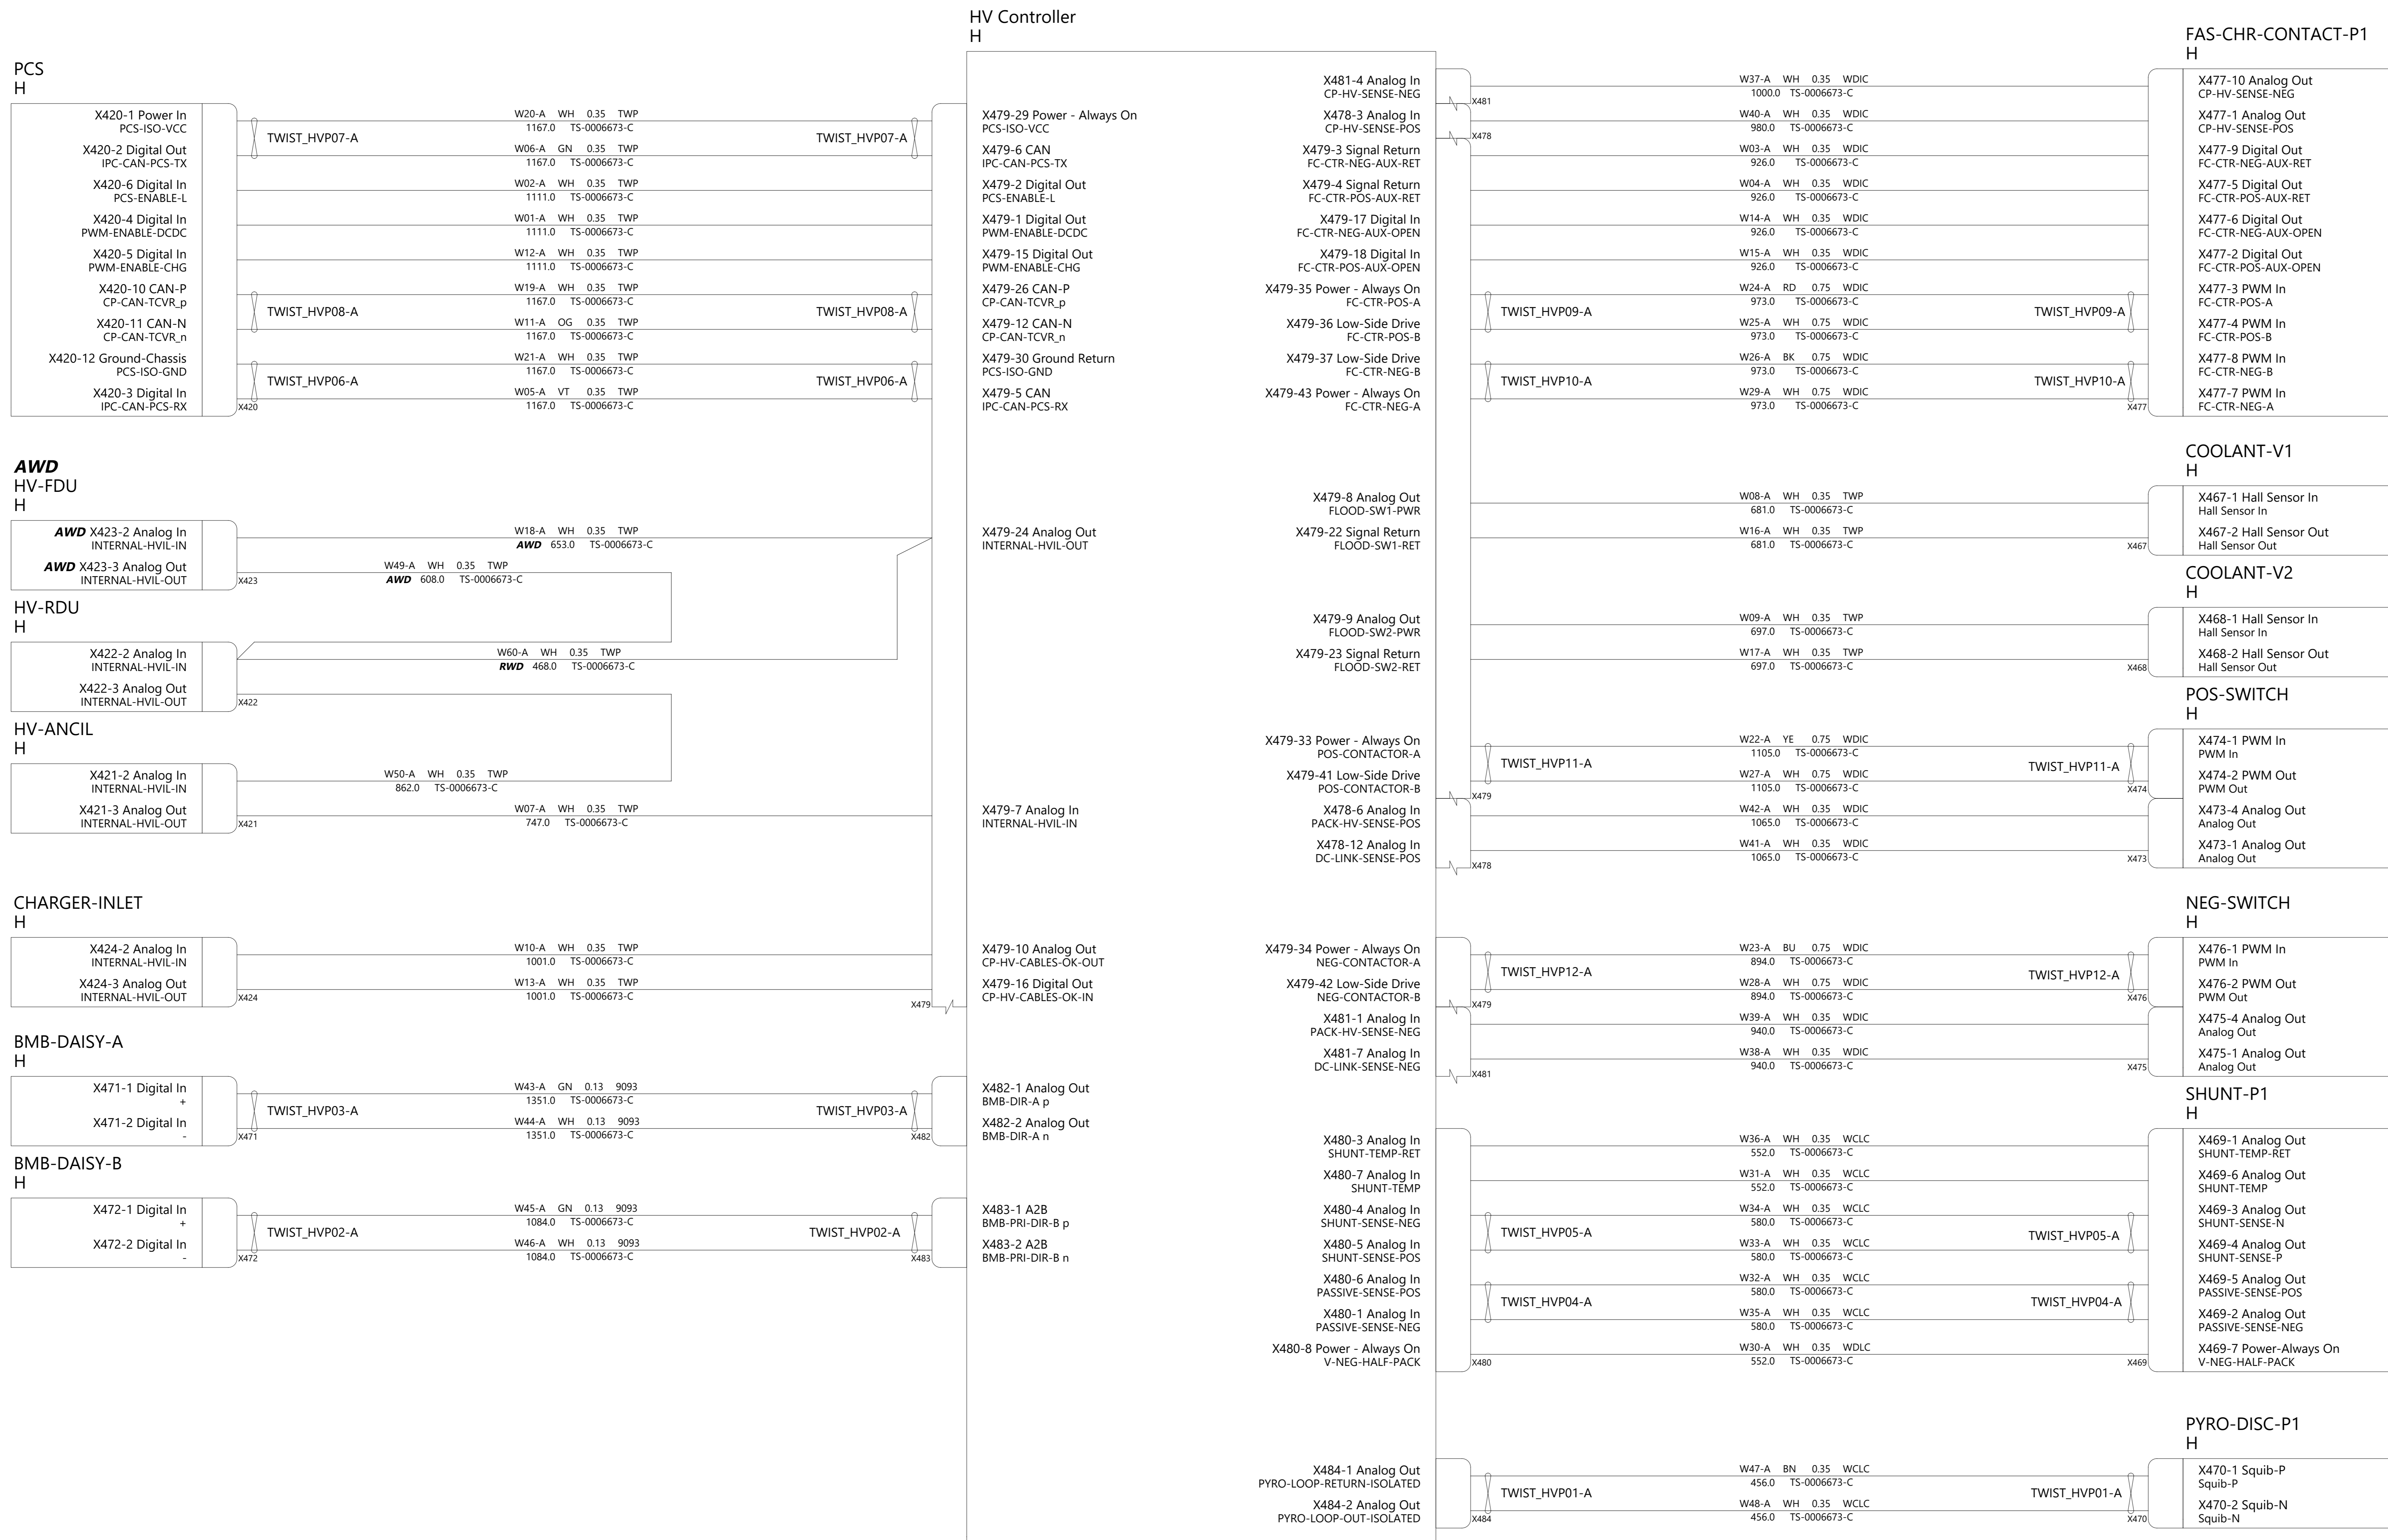 HV Controller
H
PCS
H
X420-1 Power In
PCS-ISO-VCC
X420-2 Digital Out
IPC-CAN-PCS-TX
X420-6 Digital In
PCS-ENABLE-L
X420-4 Digital In
PWM-ENABLE-DCDC
X420-5 Digital In
PWM-ENABLE-CHG
X420-10 CAN-P
CP-CAN-TCVR_p
X420-11 CAN-N
CP-CAN-TCVR_n
X420-12 Ground-Chassis
PCS-ISO-GND
X420-3 Digital In
IPC-CAN-PCS-RX
X420
W20-A WH 0.35 TWP
1167.0 TS-0006673-C
TWIST_HVP07-A
TWIST_HVP07-A
W06-A GN 0.35 TWP
1167.0 TS-0006673-C
W02-A WH 0.35 TWP
1111.0 TS-0006673-C
W01-A WH 0.35 TWP
1111.0 TS-0006673-C
W12-A WH 0.35 TWP
1111.0 TS-0006673-C
W19-A WH 0.35 TWP
1167.0 TS-0006673-C
TWIST_HVP08-A
TWIST_HVP08-A
W11-A OG 0.35 TWP
1167.0 TS-0006673-C
W21-A WH 0.35 TWP
1167.0 TS-0006673-C
TWIST_HVP06-A
TWIST_HVP06-A
W05-A VT 0.35 TWP
1167.0 TS-0006673-C
X479-29 Power - Always On
PCS-ISO-VCC
X479-6 CAN
IPC-CAN-PCS-TX
X479-2 Digital Out
PCS-ENABLE-L
X479-1 Digital Out
PWM-ENABLE-DCDC
X479-15 Digital Out
PWM-ENABLE-CHG
X479-26 CAN-P
CP-CAN-TCVR_p
X479-12 CAN-N
CP-CAN-TCVR_n
X479-30 Ground Return
PCS-ISO-GND
X479-5 CAN
IPC-CAN-PCS-RX
AWD
HV-FDU
H
AWD X423-2 Analog In
INTERNAL-HVIL-IN
AWD X423-3 Analog Out
INTERNAL-HVIL-OUT
X423
W18-A WH 0.35 TWP
AWD 653.0 TS-0006673-C
W49-A WH 0.35 TWP
AWD 608.0 TS-0006673-C
X479-24 Analog Out
INTERNAL-HVIL-OUT
HV-RDU
H
X422-2 Analog In
INTERNAL-HVIL-IN
X422-3 Analog Out
INTERNAL-HVIL-OUT
X422
W60-A WH 0.35 TWP
RWD 468.0 TS-0006673-C
HV-ANCIL
H
X421-2 Analog In
INTERNAL-HVIL-IN
X421-3 Analog Out
INTERNAL-HVIL-OUT
X421
W50-A WH 0.35 TWP
862.0 TS-0006673-C
W07-A WH 0.35 TWP
747.0 TS-0006673-C
X479-7 Analog In
INTERNAL-HVIL-IN
CHARGER-INLET
H
X424-2 Analog In
INTERNAL-HVIL-IN
X424-3 Analog Out
INTERNAL-HVIL-OUT
X424
W10-A WH 0.35 TWP
1001.0 TS-0006673-C
W13-A WH 0.35 TWP
1001.0 TS-0006673-C
X479
X479-10 Analog Out
CP-HV-CABLES-OK-OUT
X479-16 Digital Out
CP-HV-CABLES-OK-IN
BMB-DAISY-A
H
X471-1 Digital In
+
X471-2 Digital In
-
X471
W43-A GN 0.13 9093
1351.0 TS-0006673-C
TWIST_HVP03-A
TWIST_HVP03-A
W44-A WH 0.13 9093
1351.0 TS-0006673-C
X482
X482-1 Analog Out
BMB-DIR-A p
X482-2 Analog Out
BMB-DIR-A n
BMB-DAISY-B
H
X472-1 Digital In
+
X472-2 Digital In
-
X472
W45-A GN 0.13 9093
1084.0 TS-0006673-C
TWIST_HVP02-A
TWIST_HVP02-A
W46-A WH 0.13 9093
1084.0 TS-0006673-C
X483
X483-1 A2B
BMB-PRI-DIR-B p
X483-2 A2B
BMB-PRI-DIR-B n
X481-4 Analog In
CP-HV-SENSE-NEG
X481
X478-3 Analog In
CP-HV-SENSE-POS
X478
X479-3 Signal Return
FC-CTR-NEG-AUX-RET
X479-4 Signal Return
FC-CTR-POS-AUX-RET
X479-17 Digital In
FC-CTR-NEG-AUX-OPEN
X479-18 Digital In
FC-CTR-POS-AUX-OPEN
X479-35 Power - Always On
FC-CTR-POS-A
X479-36 Low-Side Drive
FC-CTR-POS-B
X479-37 Low-Side Drive
FC-CTR-NEG-B
X479-43 Power - Always On
FC-CTR-NEG-A
W37-A WH 0.35 WDIC
1000.0 TS-0006673-C
W40-A WH 0.35 WDIC
980.0 TS-0006673-C
W03-A WH 0.35 WDIC
926.0 TS-0006673-C
W04-A WH 0.35 WDIC
926.0 TS-0006673-C
W14-A WH 0.35 WDIC
926.0 TS-0006673-C
W15-A WH 0.35 WDIC
926.0 TS-0006673-C
W24-A RD 0.75 WDIC
973.0 TS-0006673-C
TWIST_HVP09-A
TWIST_HVP09-A
W25-A WH 0.75 WDIC
973.0 TS-0006673-C
W26-A BK 0.75 WDIC
973.0 TS-0006673-C
TWIST_HVP10-A
TWIST_HVP10-A
W29-A WH 0.75 WDIC
973.0 TS-0006673-C
X477
FAS-CHR-CONTACT-P1
H
X477-10 Analog Out
CP-HV-SENSE-NEG
X477-1 Analog Out
CP-HV-SENSE-POS
X477-9 Digital Out
FC-CTR-NEG-AUX-RET
X477-5 Digital Out
FC-CTR-POS-AUX-RET
X477-6 Digital Out
FC-CTR-NEG-AUX-OPEN
X477-2 Digital Out
FC-CTR-POS-AUX-OPEN
X477-3 PWM In
FC-CTR-POS-A
X477-4 PWM In
FC-CTR-POS-B
X477-8 PWM In
FC-CTR-NEG-B
X477-7 PWM In
FC-CTR-NEG-A
X479-8 Analog Out
FLOOD-SW1-PWR
X479-22 Signal Return
FLOOD-SW1-RET
W08-A WH 0.35 TWP
681.0 TS-0006673-C
W16-A WH 0.35 TWP
681.0 TS-0006673-C
X467
COOLANT-V1
H
X467-1 Hall Sensor In
Hall Sensor In
X467-2 Hall Sensor Out
Hall Sensor Out
X479-9 Analog Out
FLOOD-SW2-PWR
X479-23 Signal Return
FLOOD-SW2-RET
W09-A WH 0.35 TWP
697.0 TS-0006673-C
W17-A WH 0.35 TWP
697.0 TS-0006673-C
X468
COOLANT-V2
H
X468-1 Hall Sensor In
Hall Sensor In
X468-2 Hall Sensor Out
Hall Sensor Out
X479-33 Power - Always On
POS-CONTACTOR-A
X479-41 Low-Side Drive
POS-CONTACTOR-B
X479
X478-6 Analog In
PACK-HV-SENSE-POS
X478-12 Analog In
DC-LINK-SENSE-POS
X478
W22-A YE 0.75 WDIC
1105.0 TS-0006673-C
TWIST_HVP11-A
TWIST_HVP11-A
W27-A WH 0.75 WDIC
1105.0 TS-0006673-C
X474
W42-A WH 0.35 WDIC
1065.0 TS-0006673-C
W41-A WH 0.35 WDIC
1065.0 TS-0006673-C
X473
POS-SWITCH
H
X474-1 PWM In
PWM In
X474-2 PWM Out
PWM Out
X473-4 Analog Out
Analog Out
X473-1 Analog Out
Analog Out
X479-34 Power - Always On
NEG-CONTACTOR-A
X479-42 Low-Side Drive
NEG-CONTACTOR-B
X479
X481-1 Analog In
PACK-HV-SENSE-NEG
X481-7 Analog In
DC-LINK-SENSE-NEG
X481
W23-A BU 0.75 WDIC
894.0 TS-0006673-C
TWIST_HVP12-A
TWIST_HVP12-A
W28-A WH 0.75 WDIC
894.0 TS-0006673-C
X476
W39-A WH 0.35 WDIC
940.0 TS-0006673-C
W38-A WH 0.35 WDIC
940.0 TS-0006673-C
X475
NEG-SWITCH
H
X476-1 PWM In
PWM In
X476-2 PWM Out
PWM Out
X475-4 Analog Out
Analog Out
X475-1 Analog Out
Analog Out
X480-3 Analog In
SHUNT-TEMP-RET
X480-7 Analog In
SHUNT-TEMP
X480-4 Analog In
SHUNT-SENSE-NEG
X480-5 Analog In
SHUNT-SENSE-POS
X480-6 Analog In
PASSIVE-SENSE-POS
X480-1 Analog In
PASSIVE-SENSE-NEG
X480-8 Power - Always On
V-NEG-HALF-PACK
X480
W36-A WH 0.35 WCLC
552.0 TS-0006673-C
W31-A WH 0.35 WCLC
552.0 TS-0006673-C
W34-A WH 0.35 WCLC
580.0 TS-0006673-C
TWIST_HVP05-A
TWIST_HVP05-A
W33-A WH 0.35 WCLC
580.0 TS-0006673-C
W32-A WH 0.35 WCLC
580.0 TS-0006673-C
TWIST_HVP04-A
TWIST_HVP04-A
W35-A WH 0.35 WCLC
580.0 TS-0006673-C
W30-A WH 0.35 WDLC
552.0 TS-0006673-C
X469
SHUNT-P1
H
X469-1 Analog Out
SHUNT-TEMP-RET
X469-6 Analog Out
SHUNT-TEMP
X469-3 Analog Out
SHUNT-SENSE-N
X469-4 Analog Out
SHUNT-SENSE-P
X469-5 Analog Out
PASSIVE-SENSE-POS
X469-2 Analog Out
PASSIVE-SENSE-NEG
X469-7 Power-Always On
V-NEG-HALF-PACK
X484-1 Analog Out
PYRO-LOOP-RETURN-ISOLATED
X484-2 Analog Out
PYRO-LOOP-OUT-ISOLATED
X484
W47-A BN 0.35 WCLC
456.0 TS-0006673-C
TWIST_HVP01-A
TWIST_HVP01-A
W48-A WH 0.35 WCLC
456.0 TS-0006673-C
X470
PYRO-DISC-P1
H
X470-1 Squib-P
Squib-P
X470-2 Squib-N
Squib-N